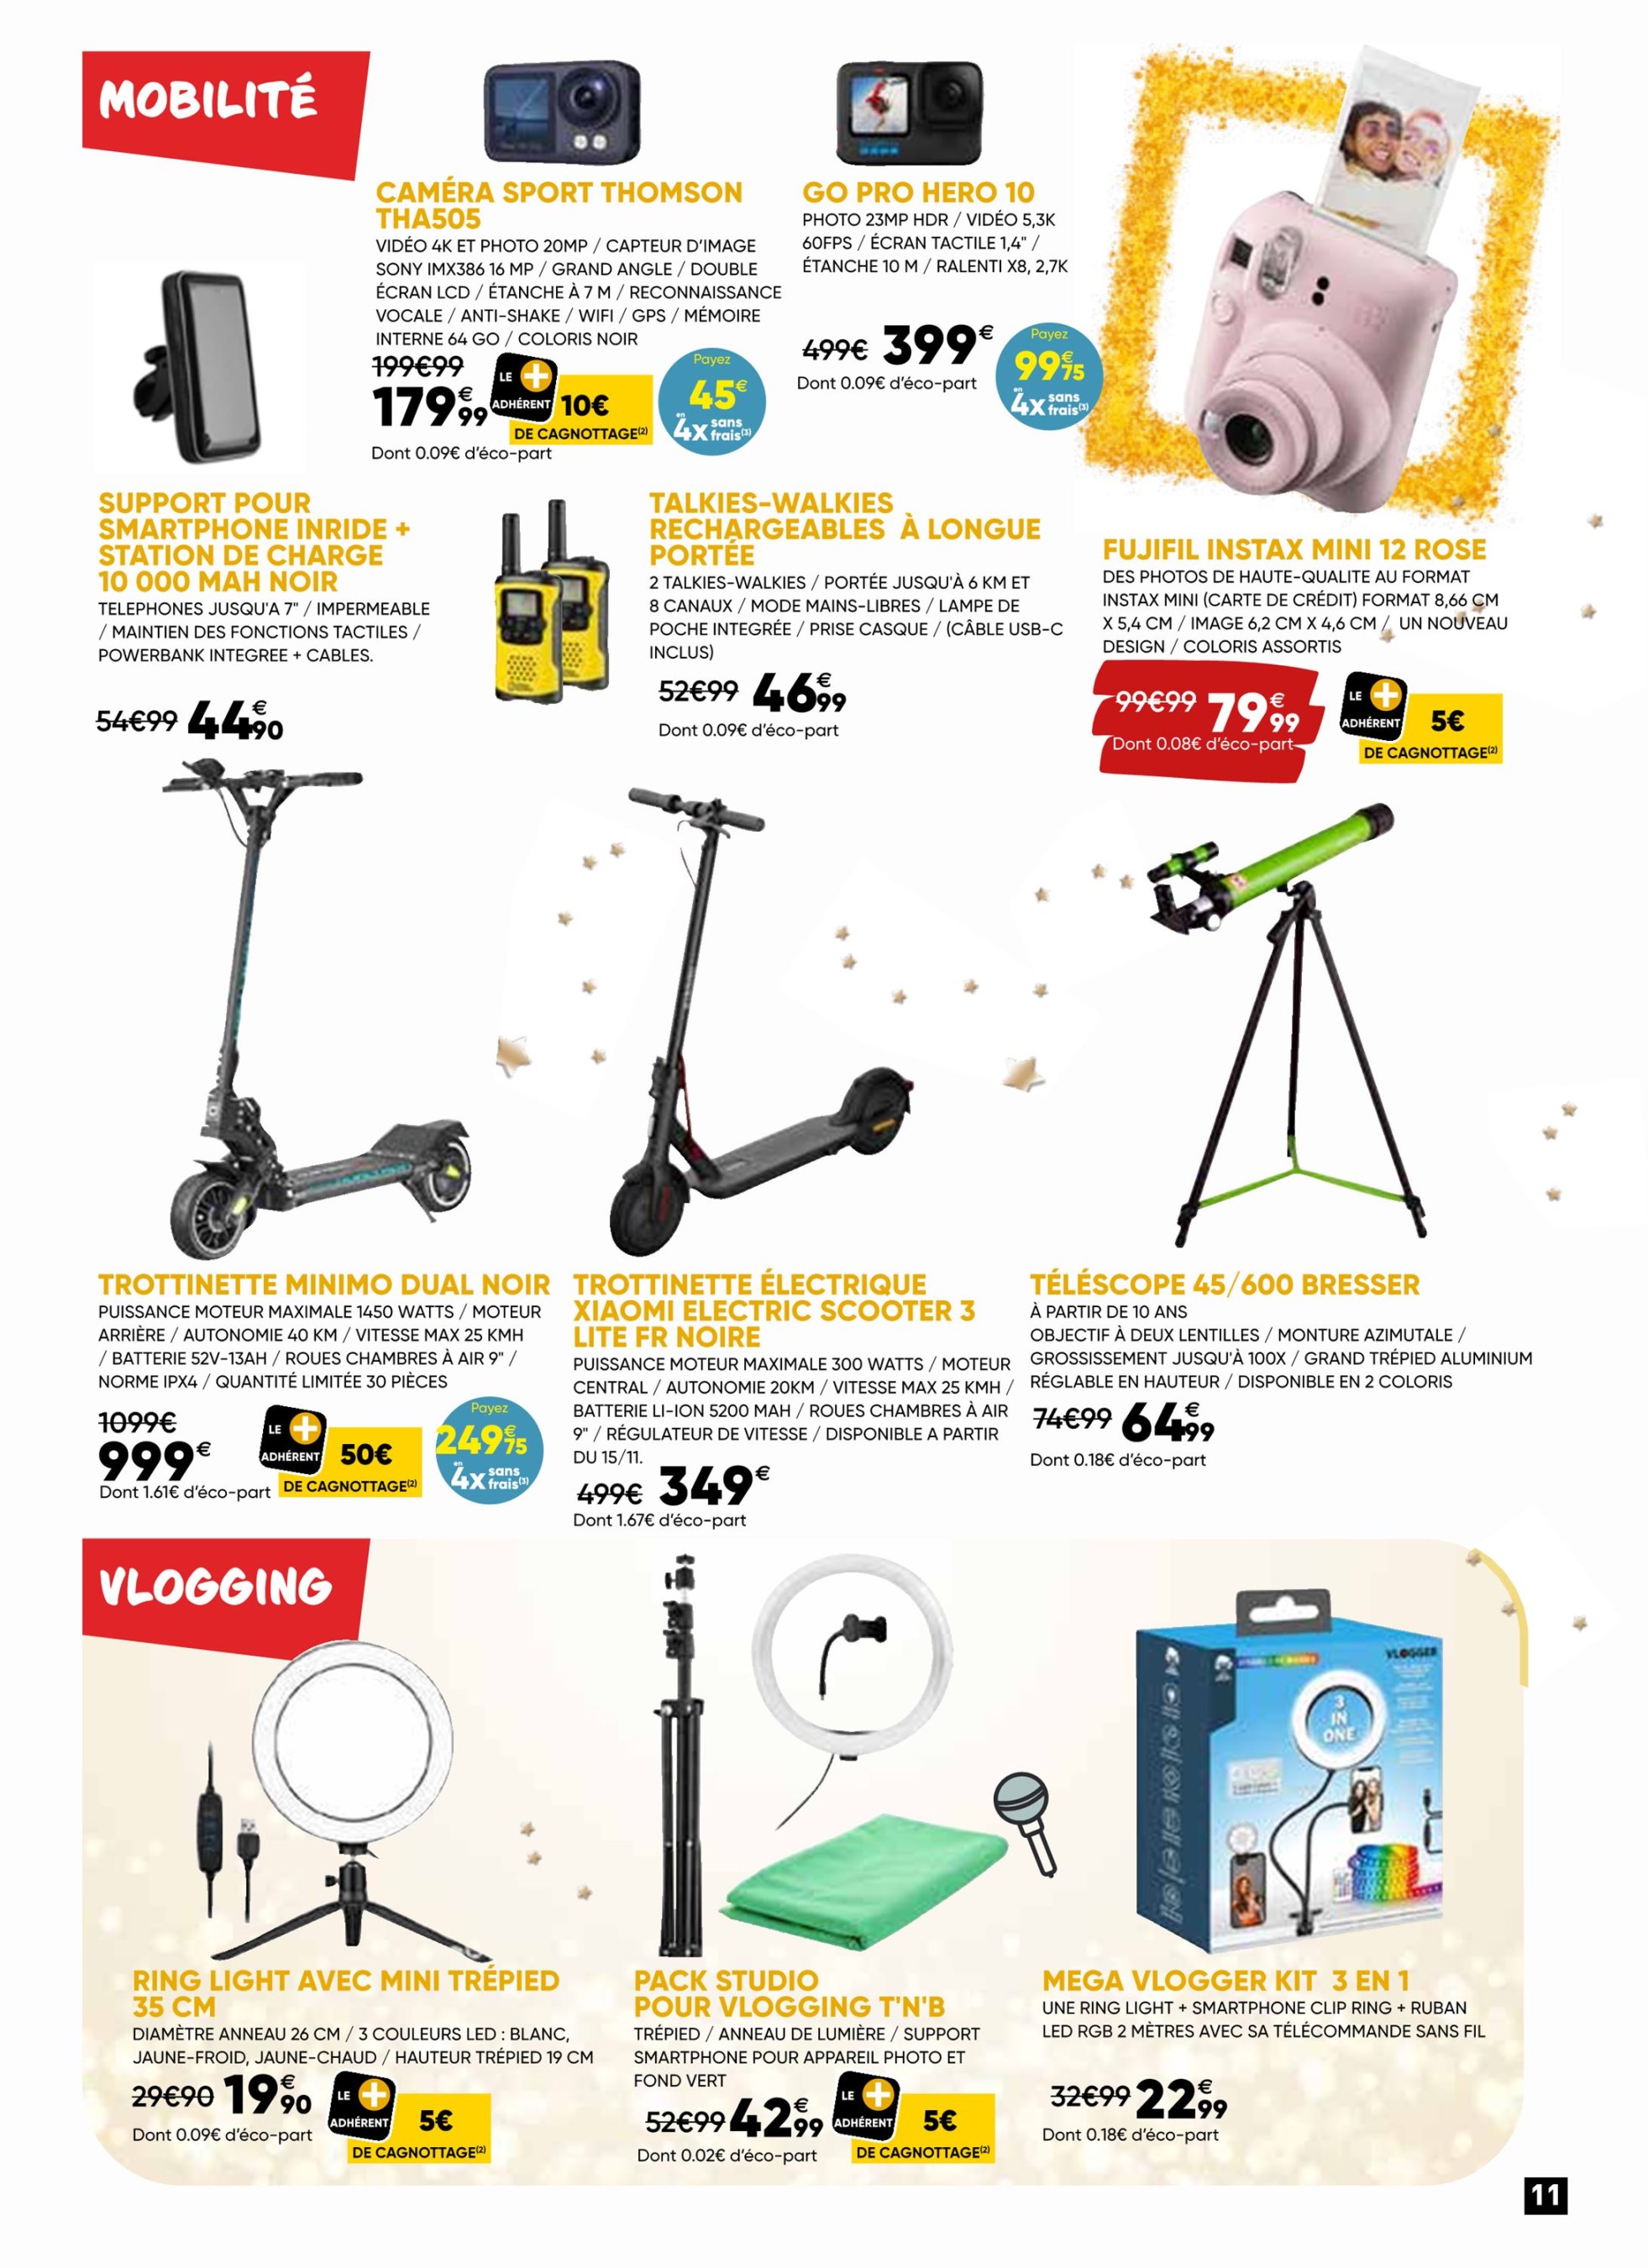 MOBILITÉ
CAMÉRA SPORT THOMSON
THA505
VIDÉO 4K ET PHOTO 20MP / CAPTEUR D'IMAGE
SONY IMX386 16 MP / GRAND ANGLE / DOUBLE
ÉCRAN LCD / ÉTANCHE À 7 M / RECONNAISSANCE
VOCALE / ANTI-SHAKE / WIFI / GPS / MÉMOIRE
INTERNE 64 GO / COLORIS NOIR
199€99
179€99
LE +
ADHÉRENT
10€
DE CAGNOTTAGE(2)
Dont 0.09€ d'éco-part
Payez
45€
en
4x sans
frais(3)
GO PRO HERO 10
PHOTO 23MP HDR / VIDÉO 5,3K
60FPS / ÉCRAN TACTILE 1,4" /
ÉTANCHE 10 M / RALENTI X8, 2,7K
499€ 399€
Dont 0.09€ d'éco-part
Payez
99€75
en
4x sans
frais(3)
SUPPORT POUR
SMARTPHONE INRIDE +
STATION DE CHARGE
10 000 MAH NOIR
TELEPHONES JUSQU'A 7" / IMPERMEABLE
/ MAINTIEN DES FONCTIONS TACTILES /
POWERBANK INTEGREE + CABLES.
54€99 44€90
TALKIES-WALKIES
RECHARGEABLES À LONGUE
PORTÉE
2 TALKIES-WALKIES / PORTÉE JUSQU'À 6 KM ET
8 CANAUX / MODE MAINS-LIBRES / LAMPE DE
POCHE INTEGRÉE / PRISE CASQUE / (CÂBLE USB-C
INCLUS)
52€99 46€99
Dont 0.09€ d'éco-part
FUJIFIL INSTAX MINI 12 ROSE
DES PHOTOS DE HAUTE-QUALITE AU FORMAT
INSTAX MINI (CARTE DE CRÉDIT) FORMAT 8,66 CM
X 5,4 CM / IMAGE 6,2 CM X 4,6 CM / UN NOUVEAU
DESIGN / COLORIS ASSORTIS
99€99 79€99
Dont 0.08€ d'éco-part
LE +
ADHÉRENT
5€
DE CAGNOTTAGE(2)
TROTTINETTE MINIMO DUAL NOIR
PUISSANCE MOTEUR MAXIMALE 1450 WATTS / MOTEUR
ARRIÈRE / AUTONOMIE 40 KM / VITESSE MAX 25 KMH
/ BATTERIE 52V-13AH / ROUES CHAMBRES À AIR 9" /
NORME IPX4 / QUANTITÉ LIMITÉE 30 PIÈCES
1099€
999€
Dont 1.61€ d'éco-part
LE +
ADHÉRENT
50€
DE CAGNOTTAGE(2)
Payez
249€75
en
4x sans
frais(3)
TROTTINETTE ÉLECTRIQUE
XIAOMI ELECTRIC SCOOTER 3
LITE FR NOIRE
PUISSANCE MOTEUR MAXIMALE 300 WATTS / MOTEUR
CENTRAL / AUTONOMIE 20KM / VITESSE MAX 25 KMH /
BATTERIE LI-ION 5200 MAH / ROUES CHAMBRES À AIR
9" / RÉGULATEUR DE VITESSE / DISPONIBLE A PARTIR
DU 15/11.
499€ 349€
Dont 1.67€ d'éco-part
TÉLÉSCOPE 45/600 BRESSER
À PARTIR DE 10 ANS
OBJECTIF À DEUX LENTILLES / MONTURE AZIMUTALE /
GROSSISSEMENT JUSQU'À 100X / GRAND TRÉPIED ALUMINIUM
RÉGLABLE EN HAUTEUR / DISPONIBLE EN 2 COLORIS
74€99 64€99
Dont 0.18€ d'éco-part
VLOGGING
RING LIGHT AVEC MINI TRÉPIED
35 CM
DIAMÈTRE ANNEAU 26 CM / 3 COULEURS LED : BLANC,
JAUNE-FROID, JAUNE-CHAUD / HAUTEUR TRÉPIED 19 CM
29€90 19€90
Dont 0.09€ d'éco-part
LE +
ADHÉRENT
5€
DE CAGNOTTAGE(2)
PACK STUDIO
POUR VLOGGING T'N'B
TRÉPIED / ANNEAU DE LUMIÈRE / SUPPORT
SMARTPHONE POUR APPAREIL PHOTO ET
FOND VERT
52€99 42€99
Dont 0.02€ d'éco-part
LE +
ADHÉRENT
5€
DE CAGNOTTAGE(2)
VLOGGER
3
IN
ONE
MEGA VLOGGER KIT 3 EN 1
UNE RING LIGHT + SMARTPHONE CLIP RING + RUBAN
LED RGB 2 MÈTRES AVEC SA TÉLÉCOMMANDE SANS FIL
32€99 22€99
Dont 0.18€ d'éco-part
11